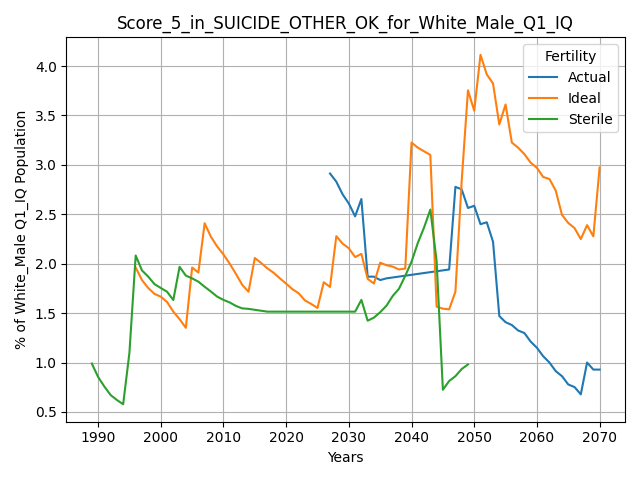 Score_5_in_SUICIDE_OTHER_OK_for_White_Male_Q1_IQ
Fertility
Actual
Ideal
Sterile
% of White_Male Q1_IQ Population
4.0
3.5
3.0
2.5
2.0
1.5
1.0
0.5
1990 2000 2010 2020 2030 2040 2050 2060 2070
Years